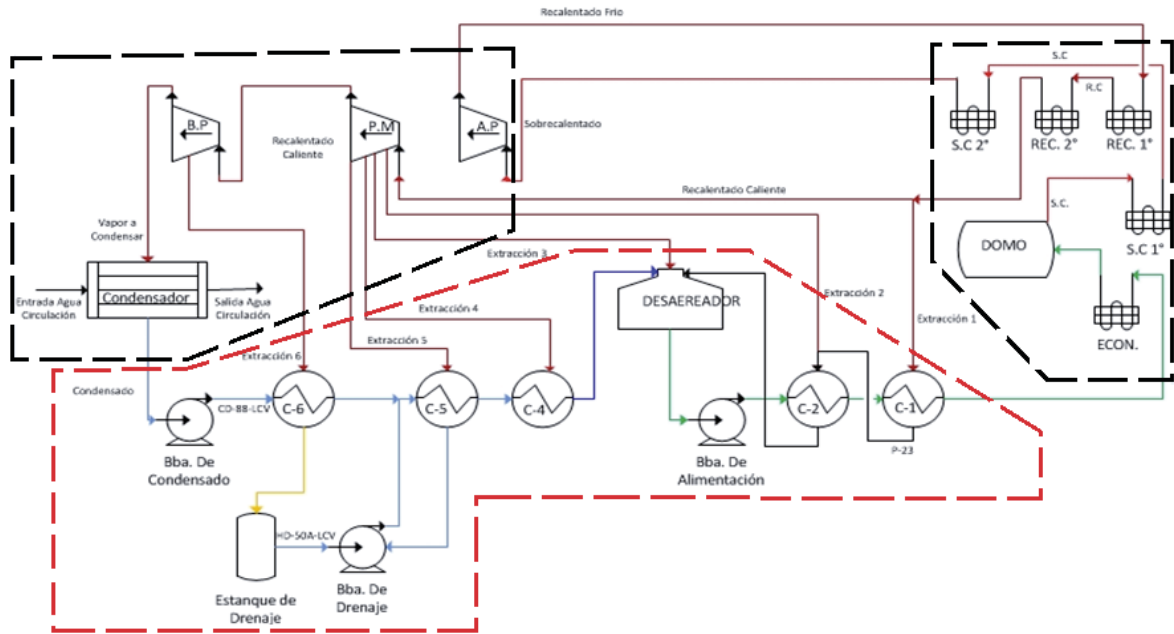 Recalentado Frio
S.C
R.C
B.P
P.M
A.P
Sobrecalentado
S.C 2°
REC. 2°
REC. 1°
Recalentado
Caliente
Recalentado Caliente
S.C.
Vapor a
Condensar
DOMO
S.C 1°
Extracción 3
Condensador
Entrada Agua
Circulación
Salida Agua
Circulación
DESAEREADOR
Extracción 2
Extracción 4
Extracción 1
Extracción 5
ECON.
Extracción 6
Condensado
CD-88-LCV
C-6
C-5
C-4
C-2
C-1
P-23
Bba. De
Condensado
Bba. De
Alimentación
HD-50A-LCV
Estanque de
Drenaje
Bba. De
Drenaje